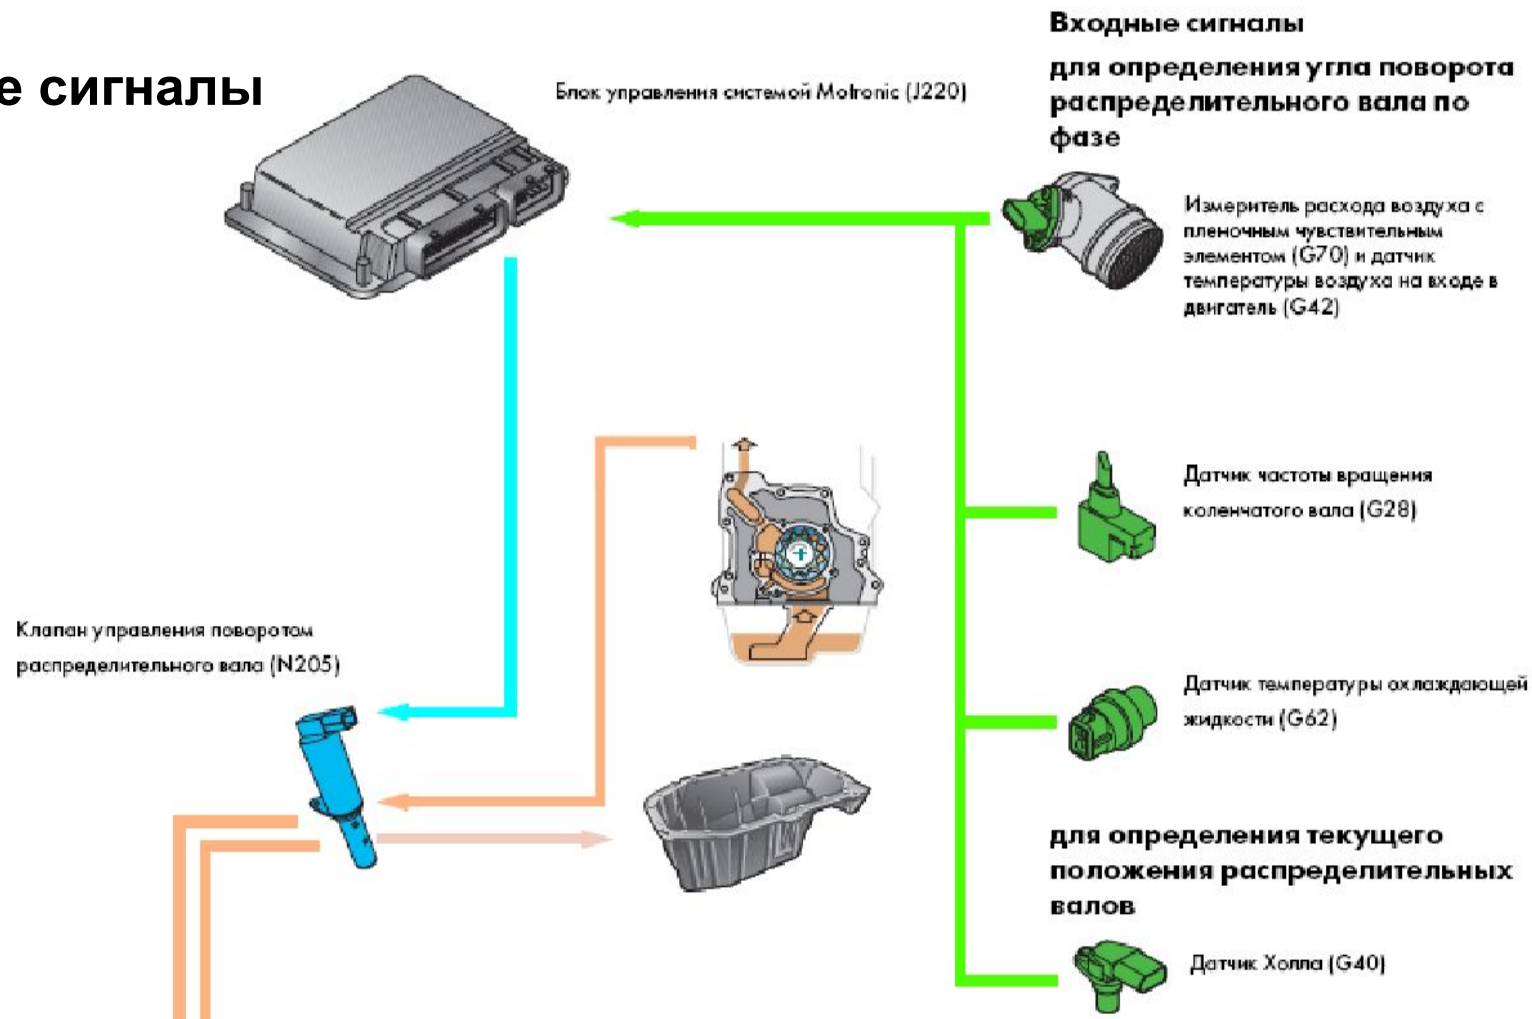 е сигналы
Блок управления системой Motronic (J220)
Входные сигналы
для определения угла поворота
распределительного вала по
фазе
Измеритель расхода воздуха с
пленочным чувствительным
элементом (G70) и датчик
температуры воздуха на входе в
двигатель (G42)
Датчик частоты вращения
коленчатого вала (G28)
Клапан управления поворотом
распределительного вала (N205)
Датчик температуры охлаждающей
жидкости (G62)
для определения текущего
положения распределительных
валов
Датчик Холла (G40)